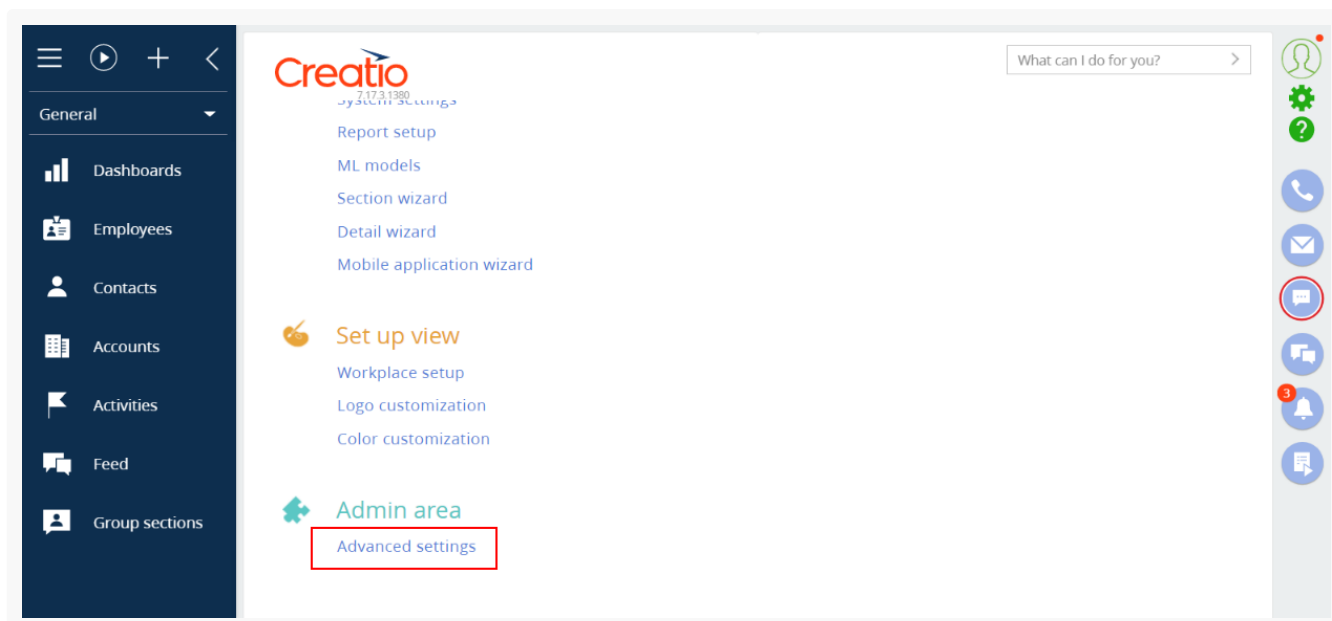 General
Dashboards
Employees
Contacts
Accounts
Activities
Feed
Group sections
Creatio
7.17.3.1380
What can I do for you?
System settings
Report setup
ML models
Section wizard
Detail wizard
Mobile application wizard
Set up view
Workplace setup
Logo customization
Color customization
Admin area
Advanced settings
3